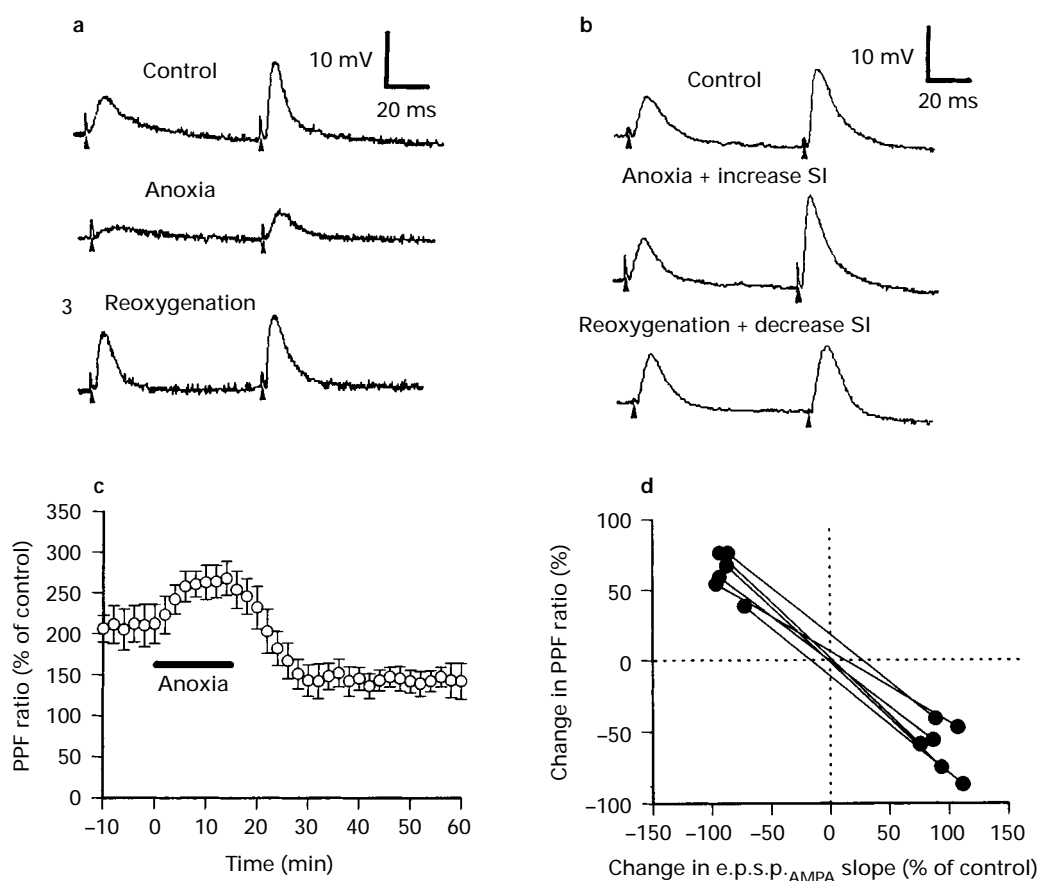 a
10 mV
20 ms
Control
Anoxia
3 Reoxygenation
b
10 mV
20 ms
Control
Anoxia + increase SI
Reoxygenation + decrease SI
c
PPF ratio (% of control)
350
300
250
200
150
100
50
0
Anoxia
–10 0 10 20 30 40 50 60
Time (min)
d
Change in PPF ratio (%)
100
50
0
–50
–100
–150 –100 –50 0 50 100 150
Change in e.p.s.p.AMPA slope (% of control)